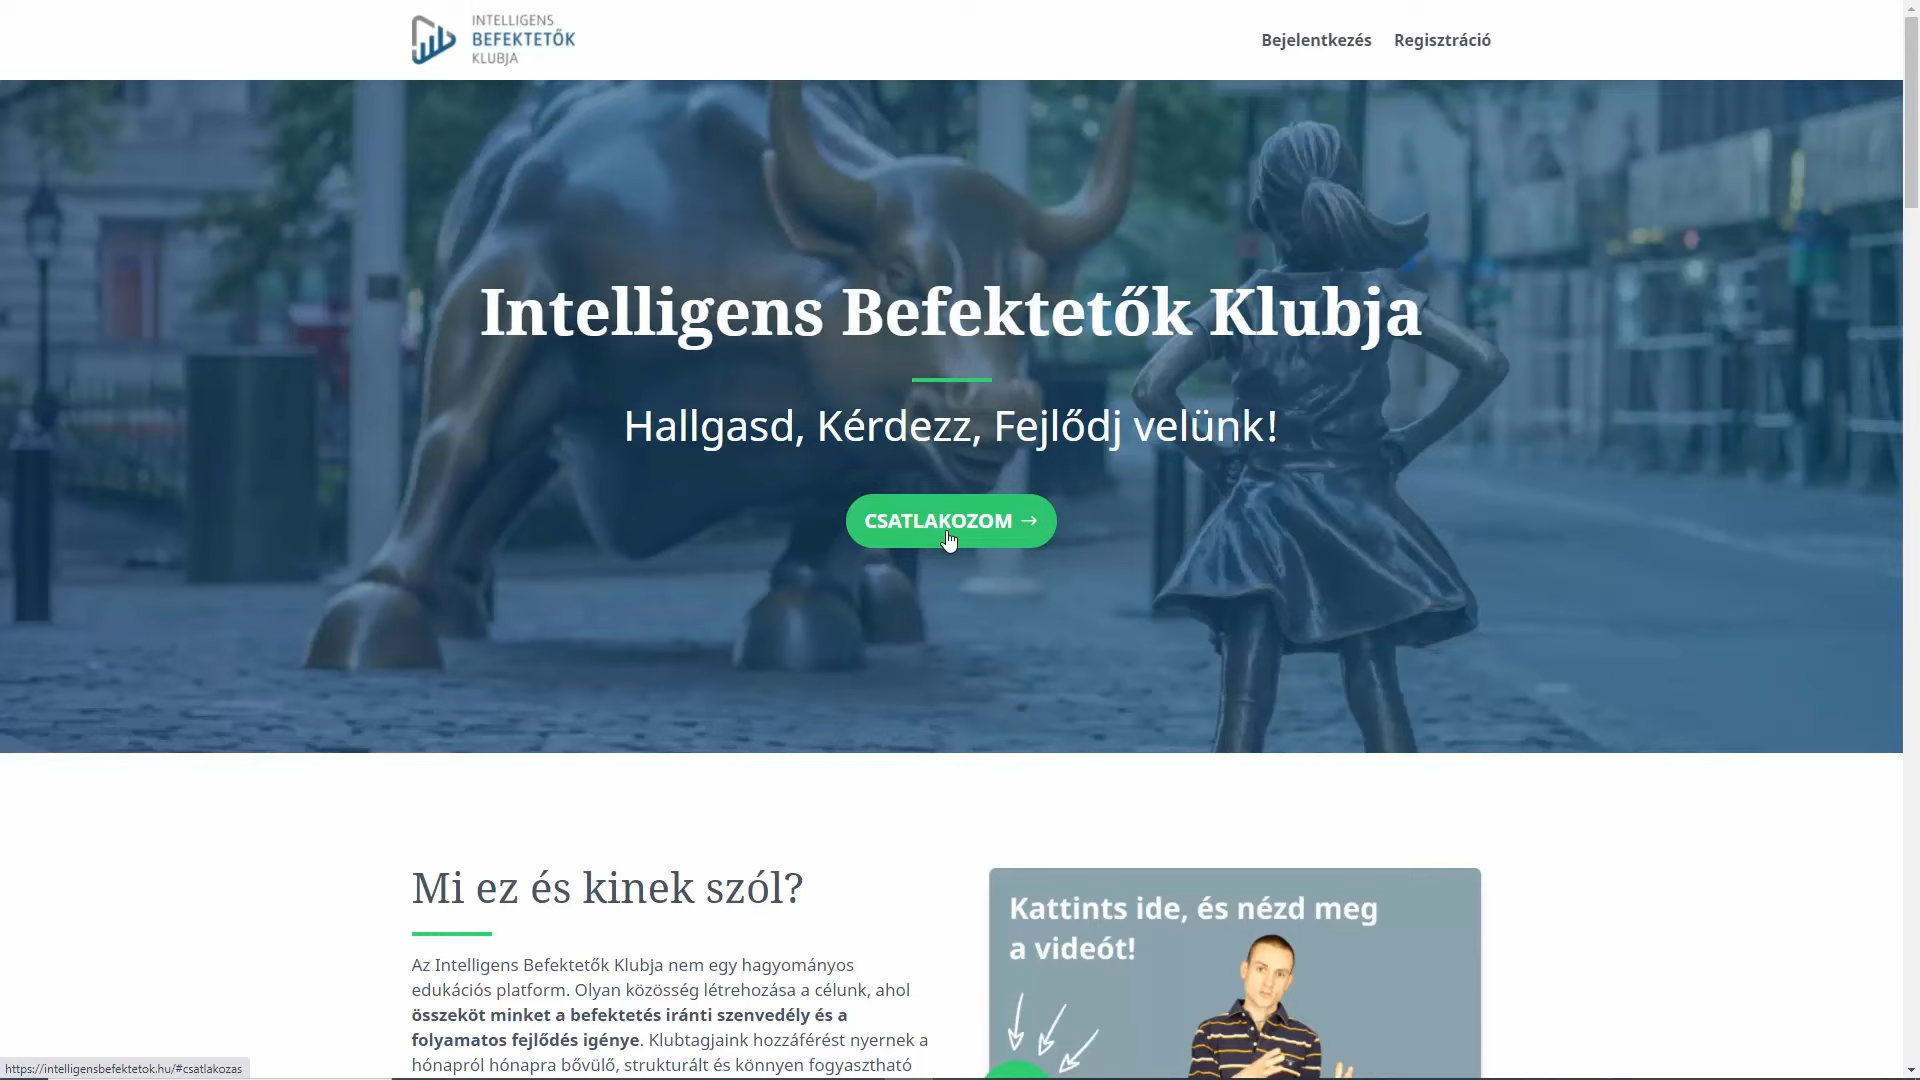 INTELLIGENS
BEFEKTETŐK
KLUBJA
Bejelentkezés
Regisztráció
Intelligens Befektetők Klubja
Hallgasd, Kérdezz, Fejlődj velünk!
CSATLAKOZOM →
Mi ez és kinek szól?
Az Intelligens Befektetők Klubja nem egy hagyományos
edukációs platform. Olyan közösség létrehozása a célunk, ahol
összeköt minket a befektetés iránti szenvedély és a
folyamatos fejlődés igénye. Klubtagjaink hozzáférést nyernek a
hónapról hónapra bővülő, strukturált és könnyen fogyasztható
Kattints ide, és nézd meg
a videót!
https://intelligensbefektetok.hu/#csatlakozas